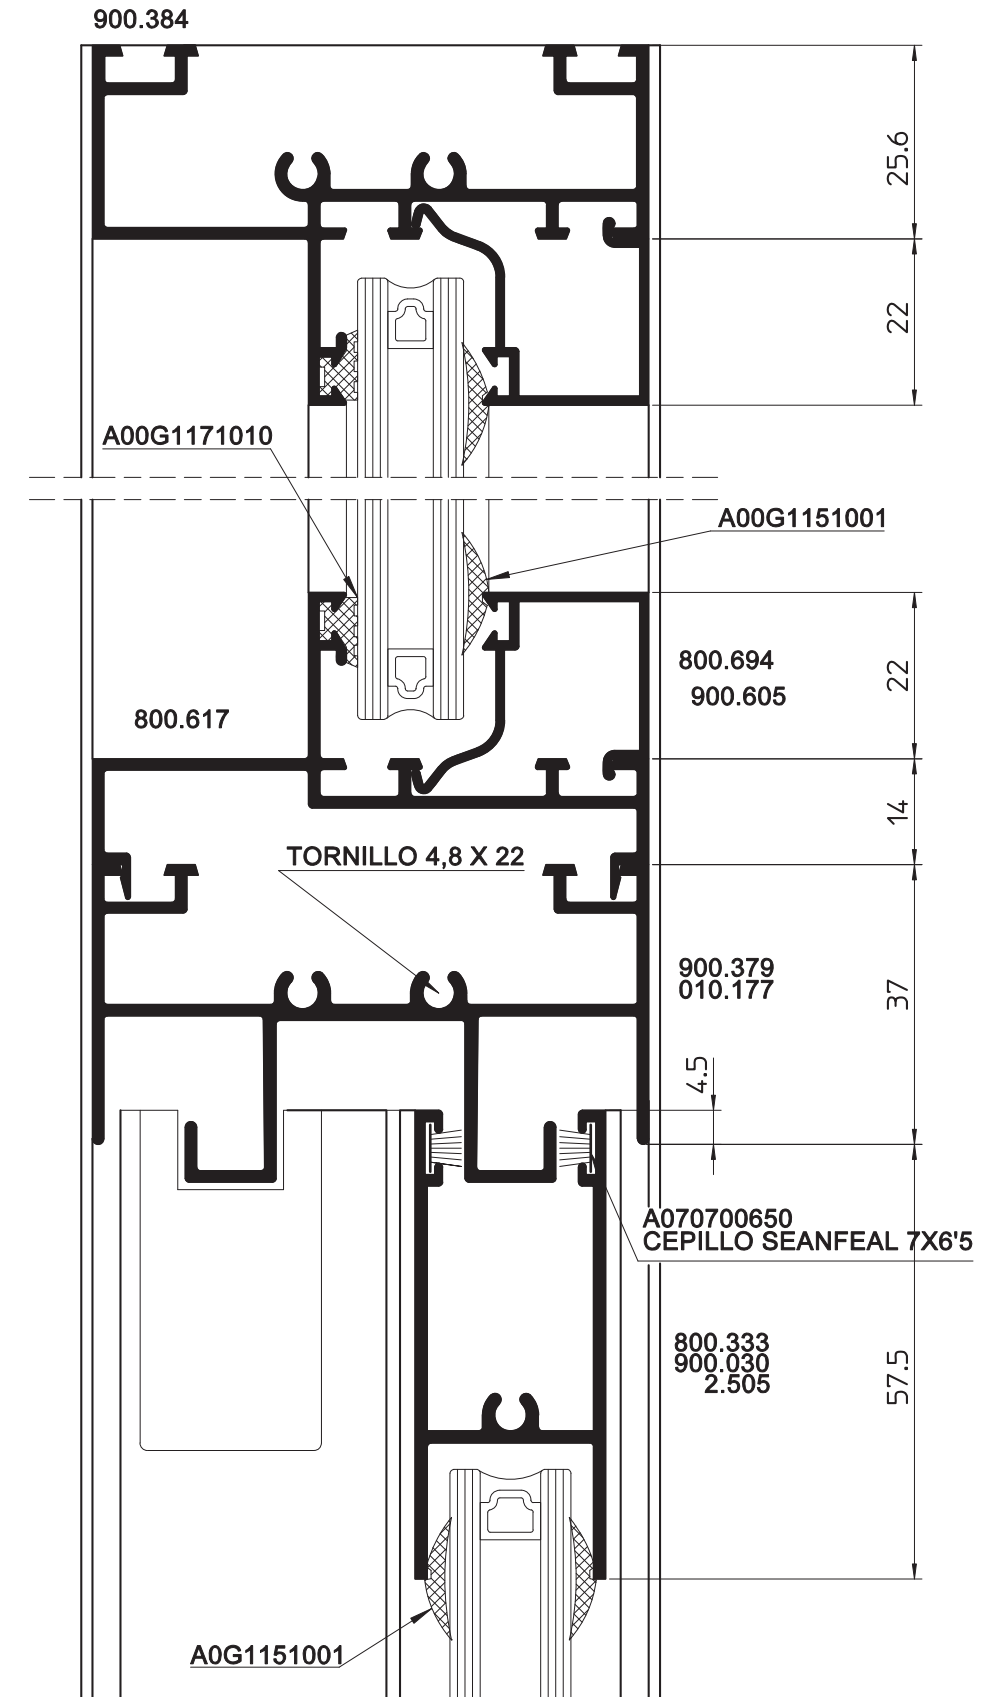 900.384
25.6
22
A00G1171010
A00G1151001
800.694
900.605
22
800.617
14
TORNILLO 4,8 X 22
900.379
010.177
37
4.5
A070700650
CEPILLO SEANFEAL 7X6'5
800.333
900.030
2.505
57.5
A0G1151001